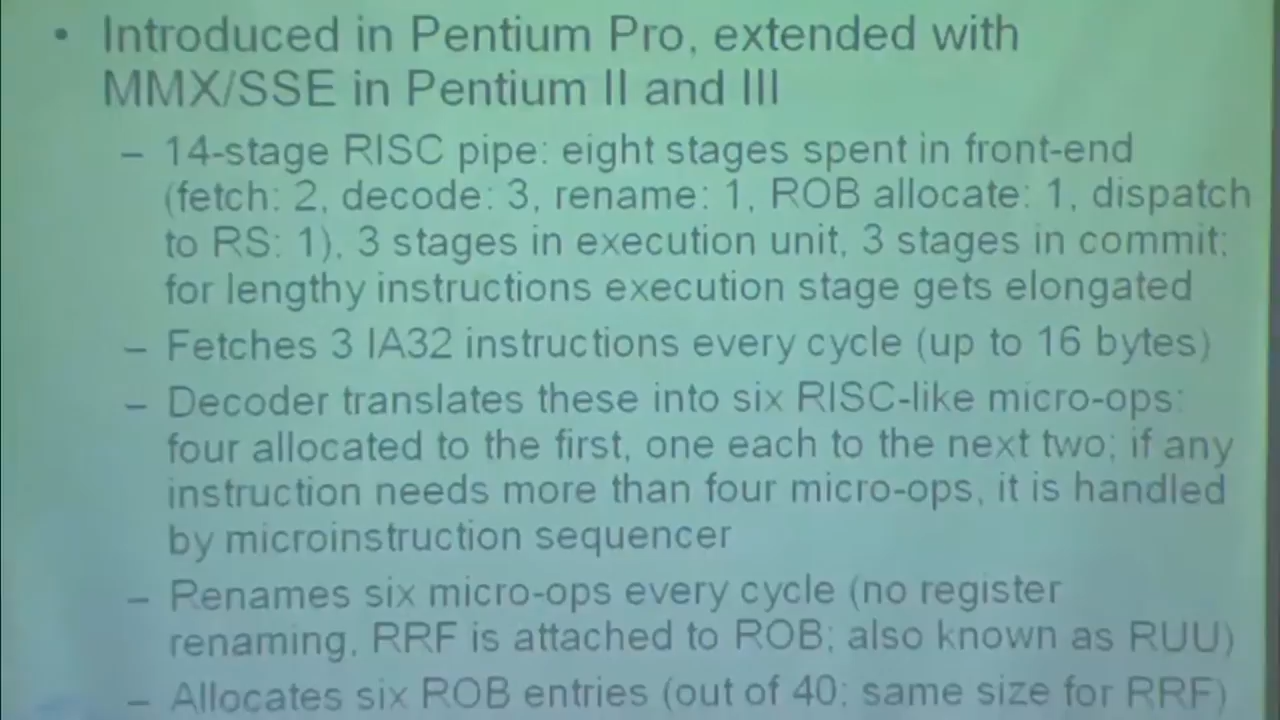 • Introduced in Pentium Pro, extended with
MMX/SSE in Pentium II and III
– 14-stage RISC pipe: eight stages spent in front-end
(fetch: 2, decode: 3, rename: 1, ROB allocate: 1, dispatch
to RS: 1), 3 stages in execution unit, 3 stages in commit;
for lengthy instructions execution stage gets elongated
– Fetches 3 IA32 instructions every cycle (up to 16 bytes)
– Decoder translates these into six RISC-like micro-ops:
four allocated to the first, one each to the next two; if any
instruction needs more than four micro-ops, it is handled
by microinstruction sequencer
– Renames six micro-ops every cycle (no register
renaming, RRF is attached to ROB; also known as RUU)
– Allocates six ROB entries (out of 40; same size for RRF)